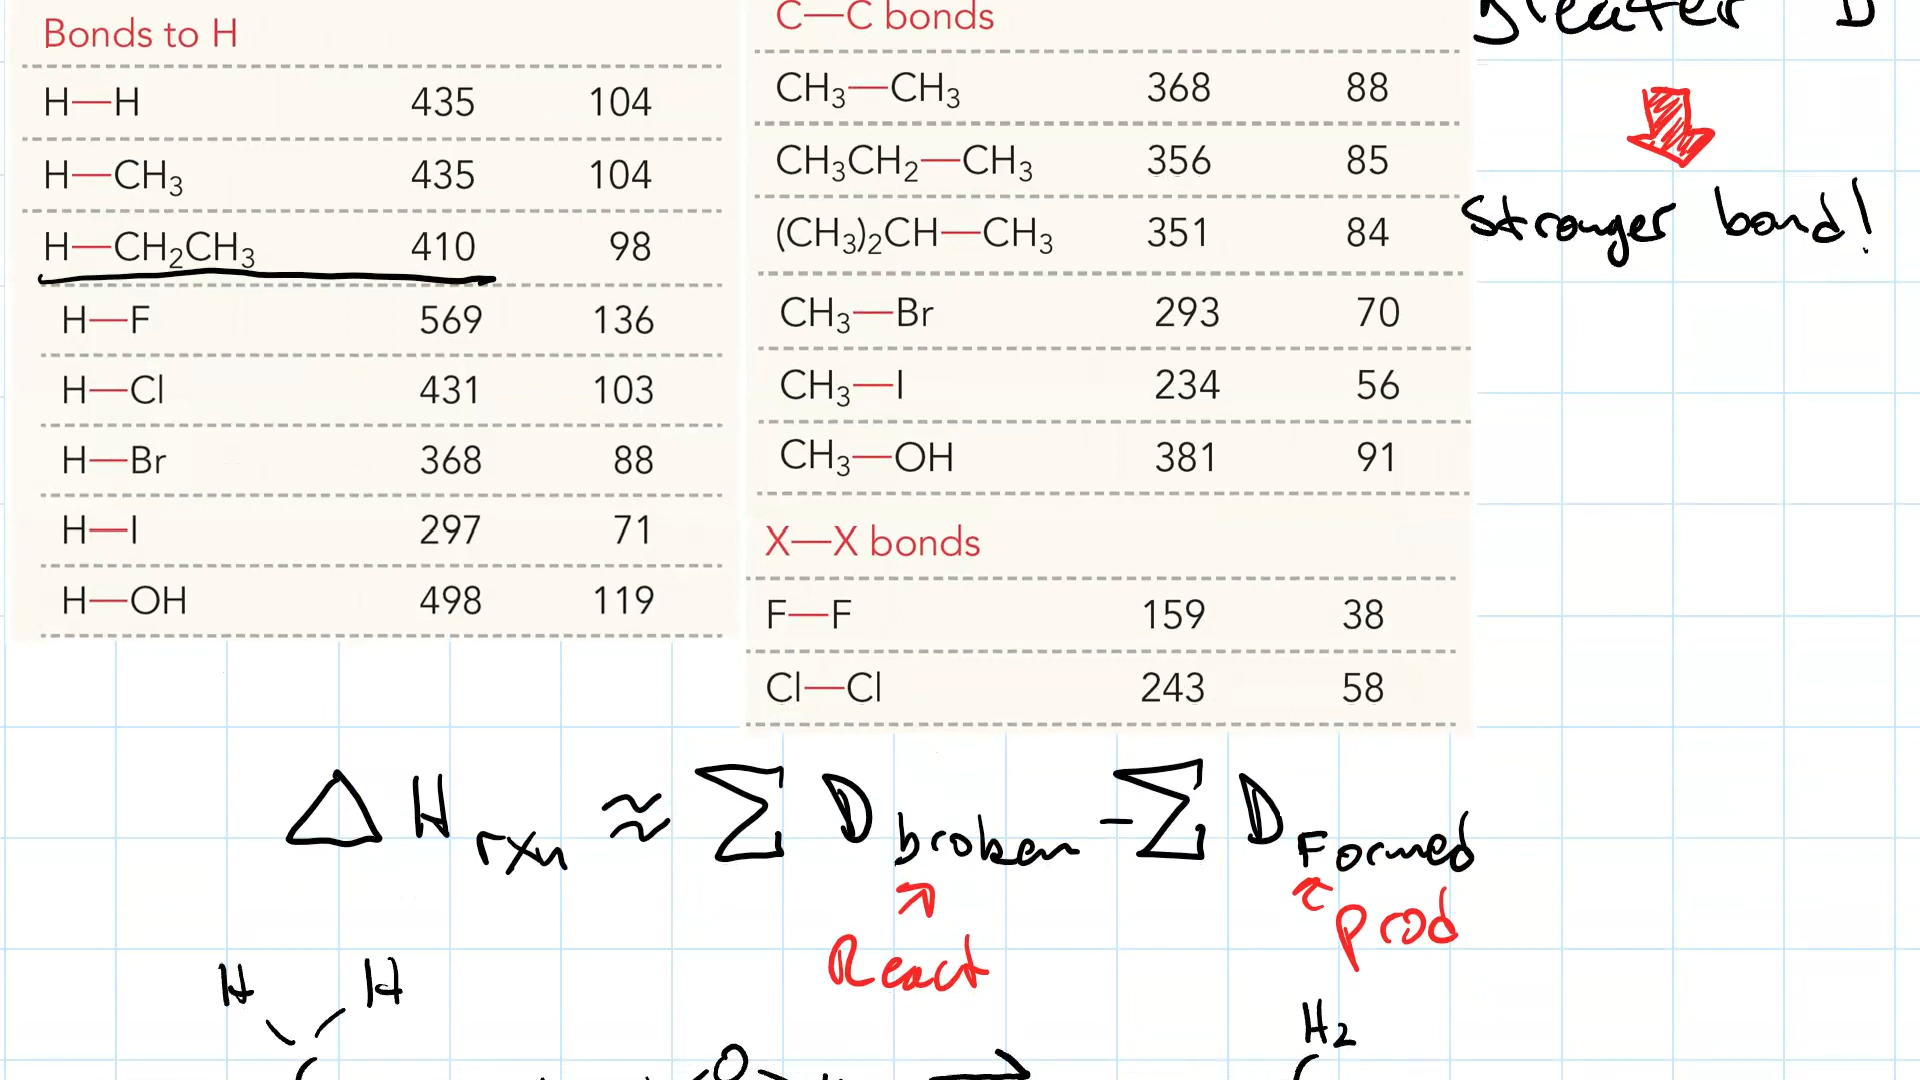 Bonds to H
H—H 435 104
H—CH₃ 435 104
H—CH₂CH₃ 410 98
H—F 569 136
H—Cl 431 103
H—Br 368 88
H—I 297 71
H—OH 498 119
C—C bonds
CH₃—CH₃ 368 88
CH₃CH₂—CH₃ 356 85
(CH₃)₂CH—CH₃ 351 84
CH₃—Br 293 70
CH₃—I 234 56
CH₃—OH 381 91
X—X bonds
F—F 159 38
Cl—Cl 243 58
greater D
stronger bond!
ΔH rxn ≈ Σ D broken - Σ D Formed
React
prod
H H
H₂
O